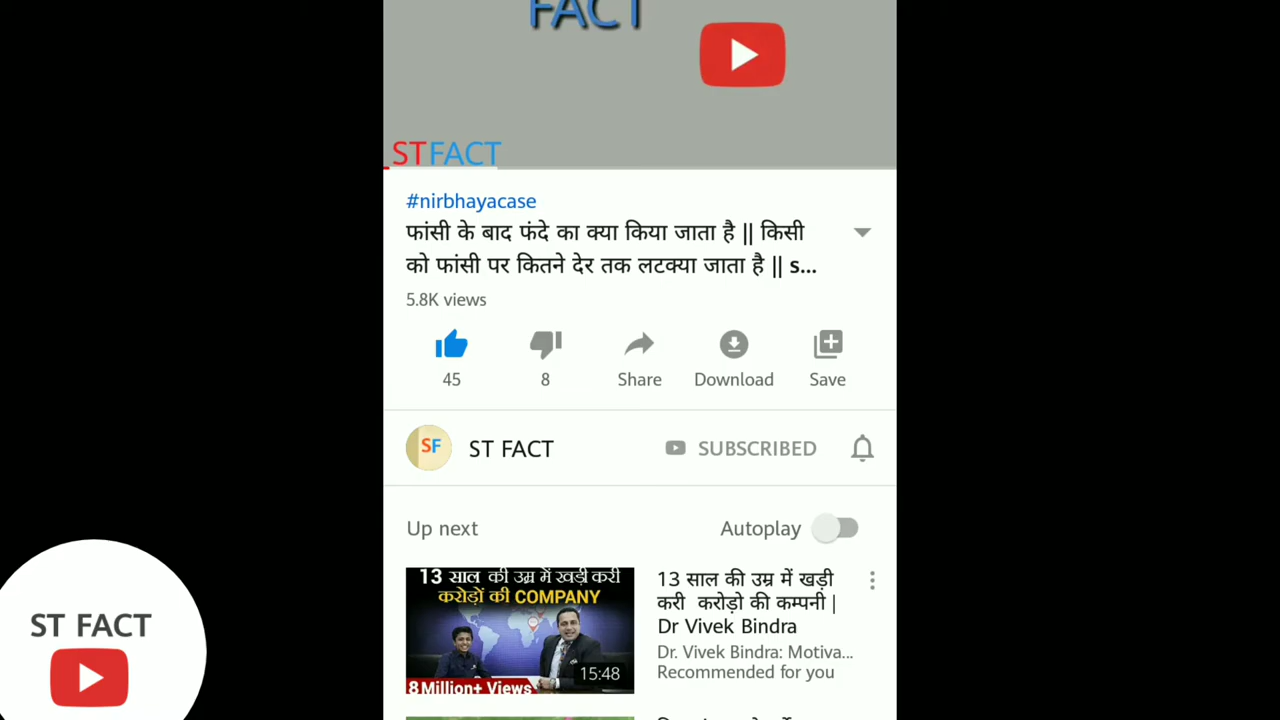 FACT
STFACT
#nirbhayacase
फांसी के बाद फंदे का क्या किया जाता है || किसी
को फांसी पर कितने देर तक लटक्या जाता है || s...
5.8K views
45
8
Share
Download
Save
SF
ST FACT
SUBSCRIBED
Up next
Autoplay
13 साल की उम्र में खड़ी करी
करोड़ों की COMPANY
15:48
8 Million+ Views
13 साल की उम्र में खड़ी
करी करोड़ो की कम्पनी |
Dr Vivek Bindra
Dr. Vivek Bindra: Motiva...
Recommended for you
ST FACT